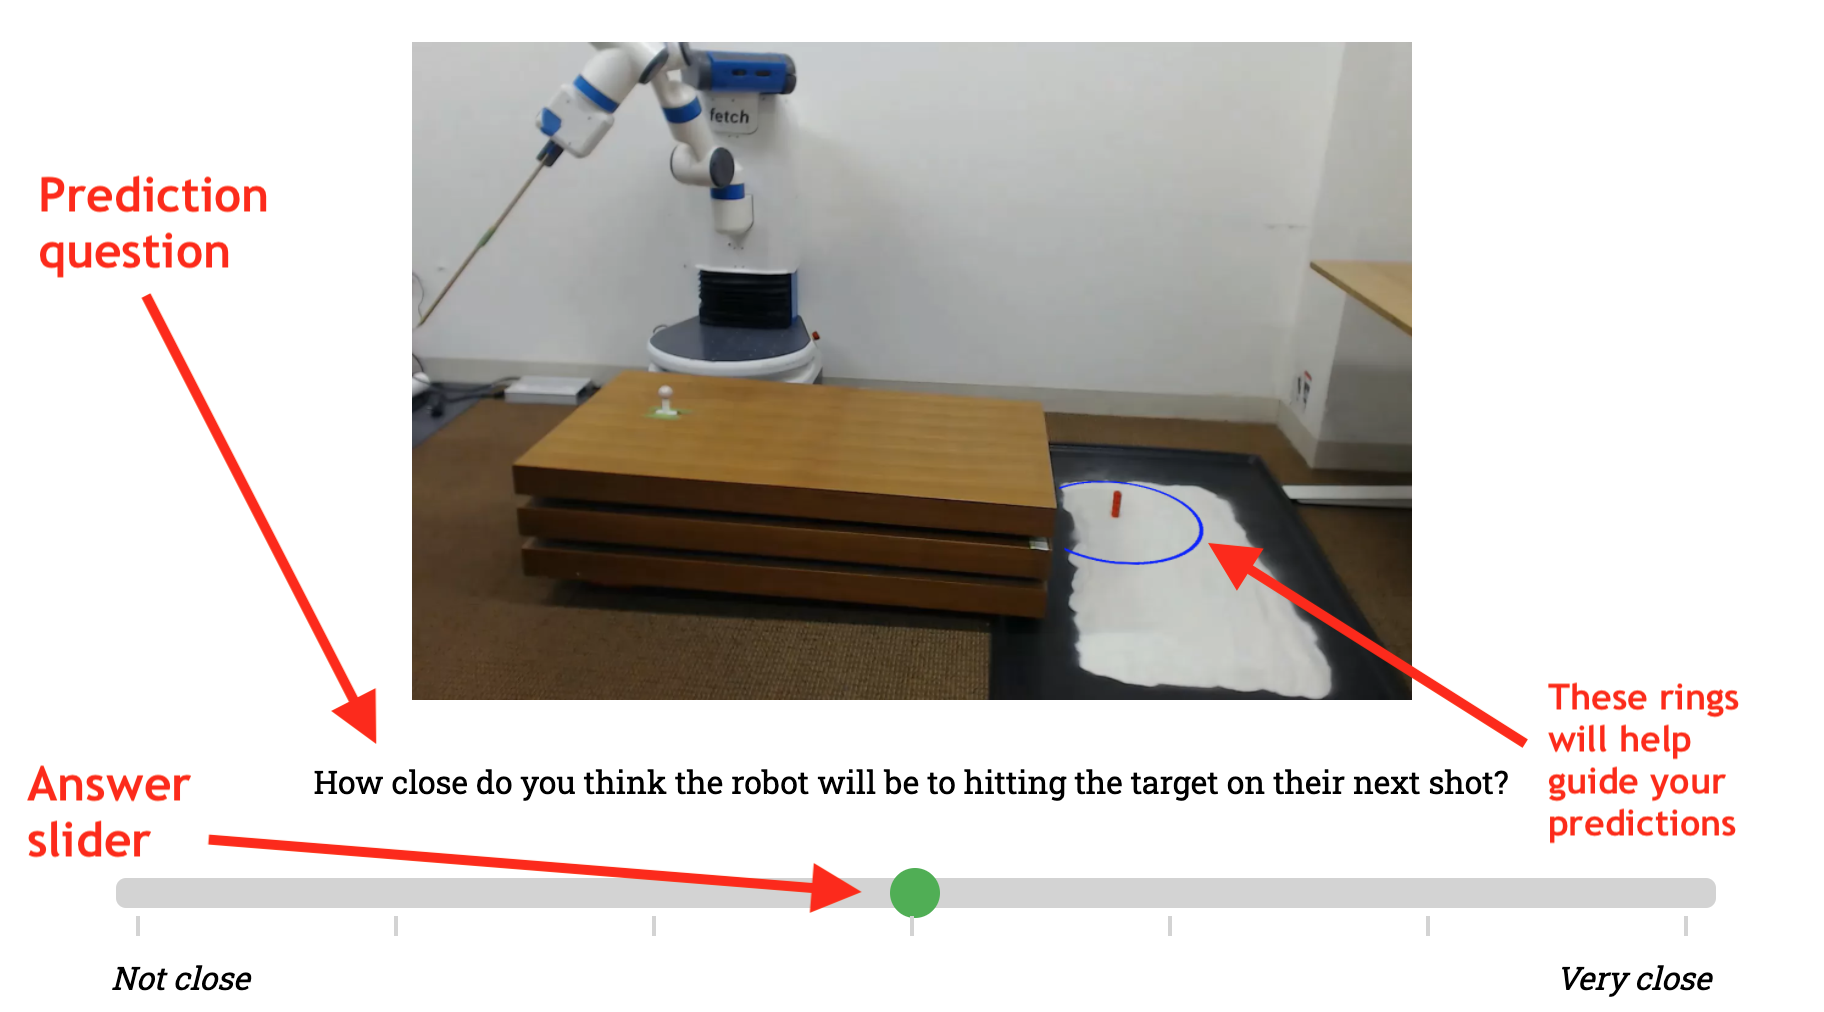 fetch
Prediction
question
These rings
will help
guide your
predictions
How close do you think the robot will be to hitting the target on their next shot?
Answer
slider
Not close
Very close